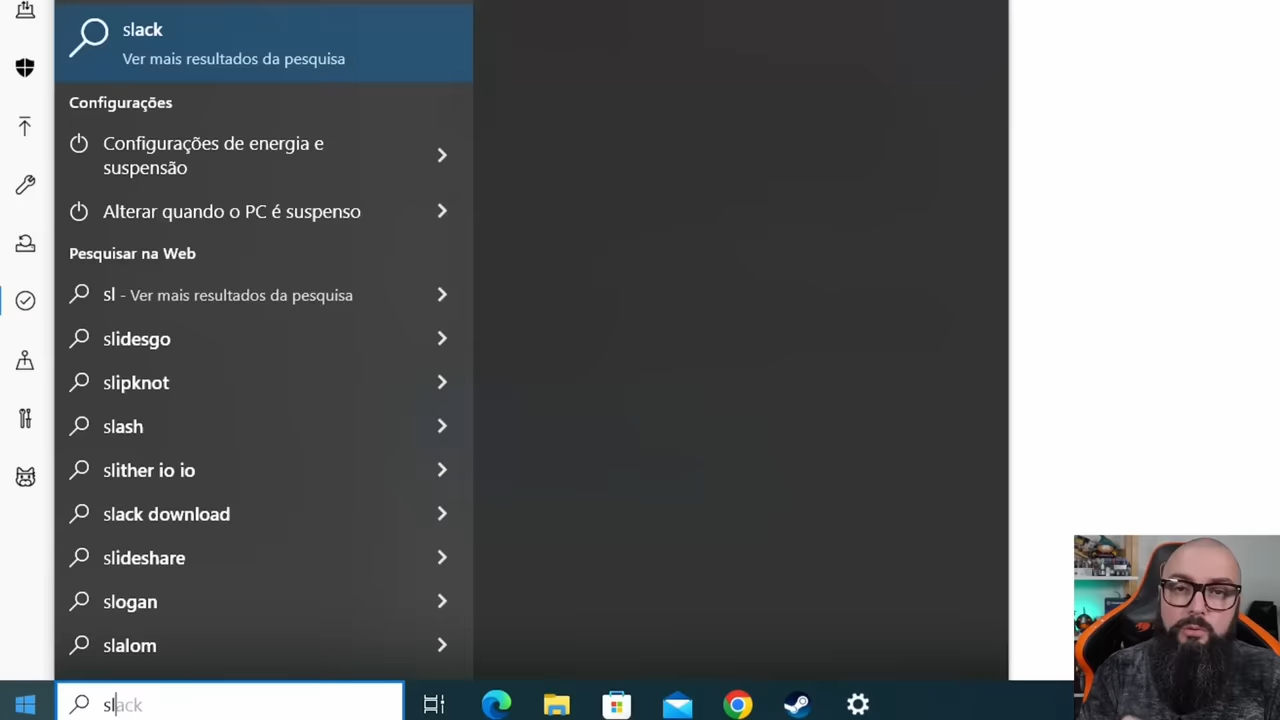 slack
Ver mais resultados da pesquisa
Configurações
Configurações de energia e
suspensão
Alterar quando o PC é suspenso
Pesquisar na Web
sl - Ver mais resultados da pesquisa
slidesgo
slipknot
slash
slither io io
slack download
slideshare
slogan
slalom
slack